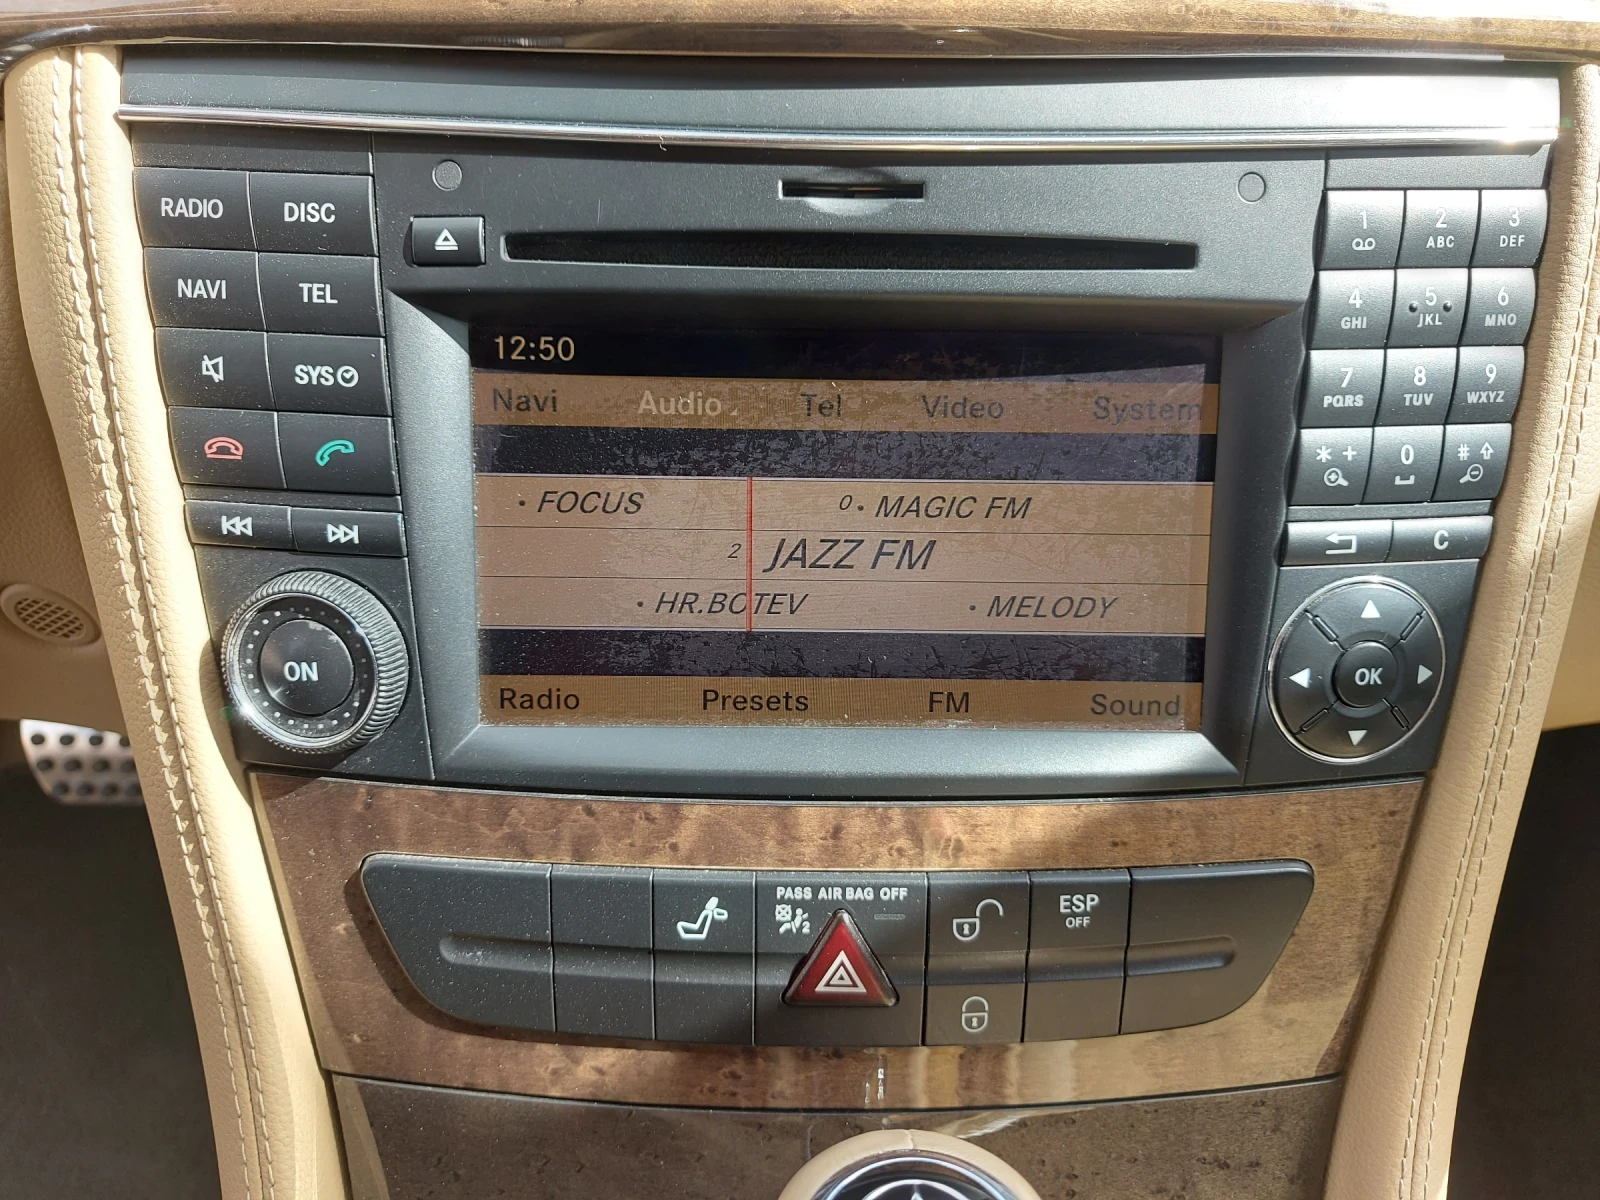 RADIO DISC
NAVI TEL
SYS
ON
12:50
Navi Audio Tel Video System
• FOCUS 0 • MAGIC FM
2 JAZZ FM
• HR.BOTEV • MELODY
Radio Presets FM Sound
1 2 ABC 3 DEF
4 GHI 5 JKL 6 MNO
7 PQRS 8 TUV 9 WXYZ
* + 0 #
C
OK
PASS AIR BAG OFF
2
ESP
OFF